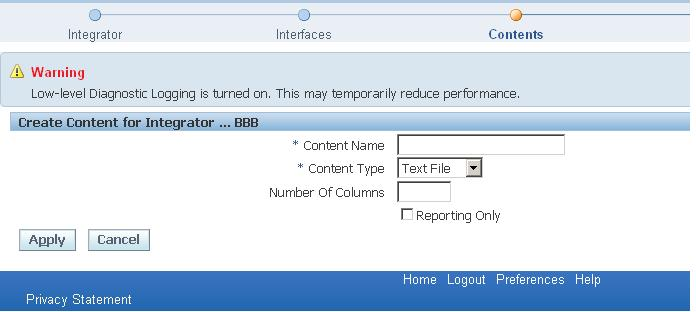 Integrator Interfaces Contents
Warning
Low-level Diagnostic Logging is turned on. This may temporarily reduce performance.
Create Content for Integrator ... BBB
* Content Name
* Content Type Text File
Number Of Columns
Reporting Only
Apply Cancel
Home Logout Preferences Help
Privacy Statement